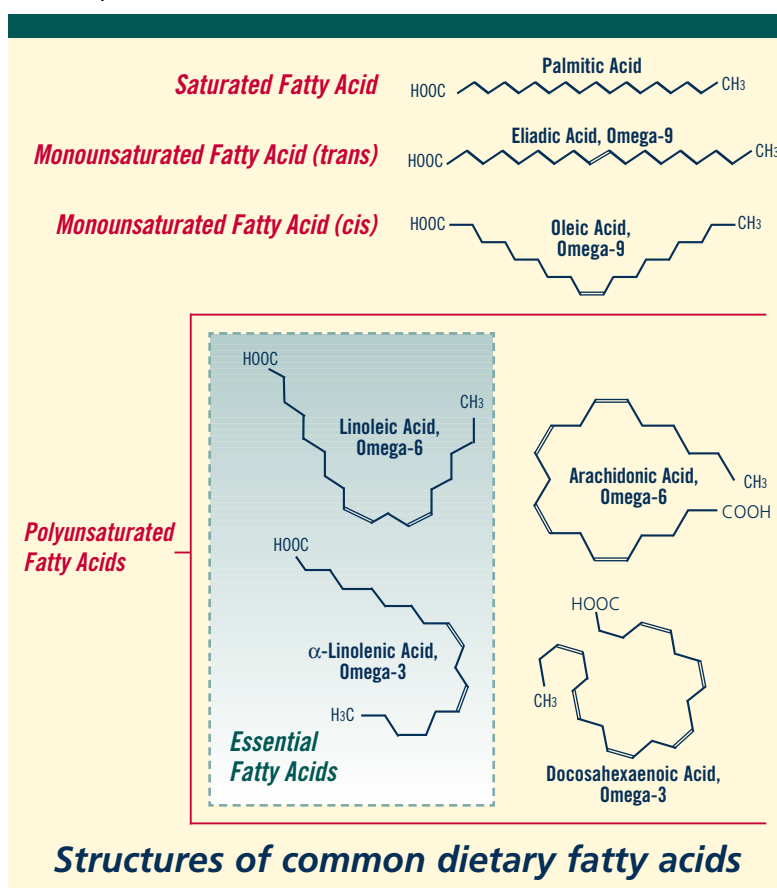 Palmitic Acid
Saturated Fatty Acid
HOOC
CH3
Eliadic Acid, Omega-9
Monounsaturated Fatty Acid (trans)
HOOC
CH3
Monounsaturated Fatty Acid (cis)
HOOC
Oleic Acid,
Omega-9
CH3
Polyunsaturated
Fatty Acids
HOOC
Linoleic Acid,
Omega-6
CH3
HOOC
α-Linolenic Acid,
Omega-3
H3C
Essential
Fatty Acids
Arachidonic Acid,
Omega-6
CH3
COOH
HOOC
CH3
Docosahexaenoic Acid,
Omega-3
Structures of common dietary fatty acids